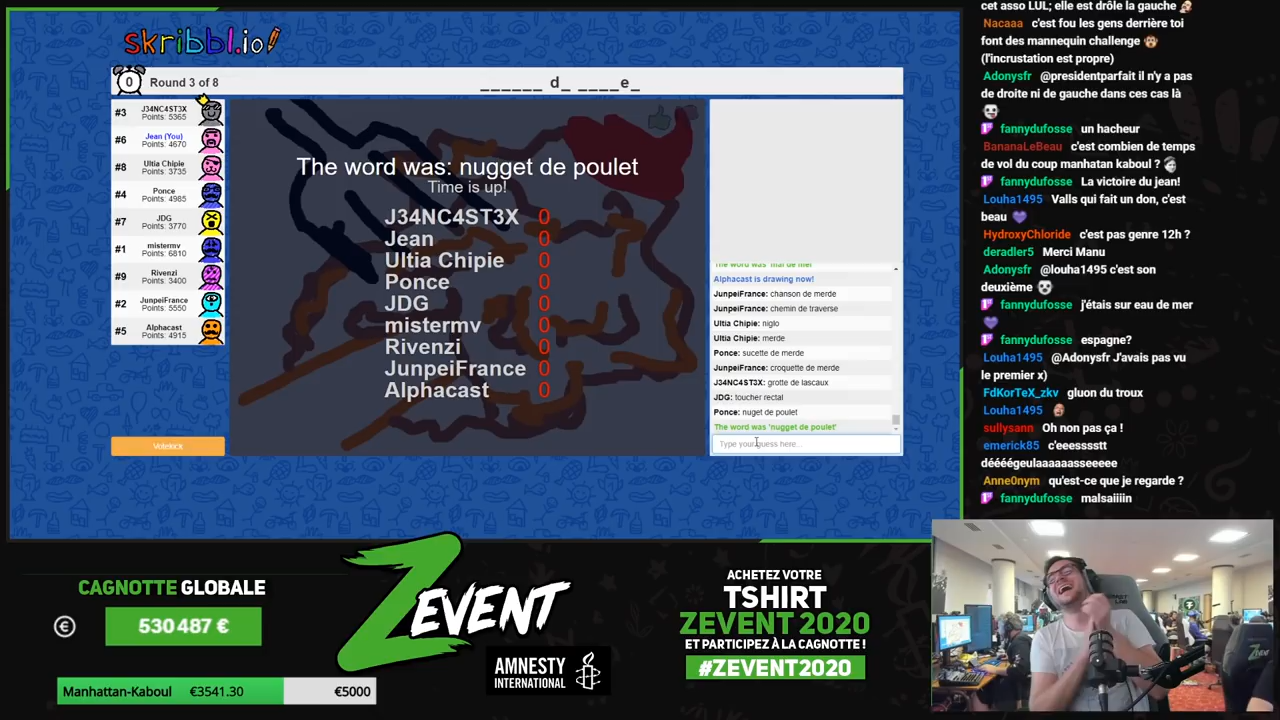 skribbl.io
0
Round 3 of 8
______ d_ ____e_
#3 J34NC4ST3X
Points: 5365
#6 Jean (You)
Points: 4670
#8 Ultia Chipie
Points: 3735
#4 Ponce
Points: 4985
#7 JDG
Points: 3770
#1 mistermv
Points: 6810
#9 Rivenzi
Points: 3400
#2 JunpeiFrance
Points: 5550
#5 Alphacast
Points: 4915
Votekick
The word was: nugget de poulet
Time is up!
J34NC4ST3X 0
Jean 0
Ultia Chipie 0
Ponce 0
JDG 0
mistermv 0
Rivenzi 0
JunpeiFrance 0
Alphacast 0
Alphacast is drawing now!
JunpeiFrance: chanson de merde
JunpeiFrance: chemin de traverse
Ultia Chipie: niglo
Ultia Chipie: merde
Ponce: sucette de merde
JunpeiFrance: croquette de merde
J34NC4ST3X: grotte de lascaux
JDG: toucher rectal
Ponce: nuget de poulet
The word was 'nugget de poulet'
Type your guess here...
cet asso LUL; elle est drôle la gauche
Nacaaa c'est fou les gens derrière toi
font des mannequin challenge
(l'incrustation est propre)
Adonysfr @presidentparfait il n'y a pas
de droite ni de gauche dans ces cas là
fannydufosse un hacheur
BananaLeBeau c'est combien de temps
de vol du coup manhatan kaboul ?
fannydufosse La victoire du jean!
Louha1495 Valls qui fait un don, c'est
beau
HydroxyChloride c'est pas genre 12h ?
deradler5 Merci Manu
Adonysfr @louha1495 c'est son
deuxième
fannydufosse j'étais sur eau de mer
fannydufosse espagne?
Louha1495 @Adonysfr J'avais pas vu
le premier x)
FdKorTeX_zkv gluon du troux
Louha1495
sullysann Oh non pas ça !
emerick85 c'eeesssstt
déééégeulaaaaaasseeeee
Anne0nym qu'est-ce que je regarde ?
fannydufosse malsaiiiin
CAGNOTTE GLOBALE
€ 530 487 €
Manhattan-Kaboul €3541.30 €5000
ZEVENT
AMNESTY
INTERNATIONAL
ACHETEZ VOTRE
TSHIRT
ZEVENT 2020
ET PARTICIPEZ À LA CAGNOTTE !
#ZEVENT2020